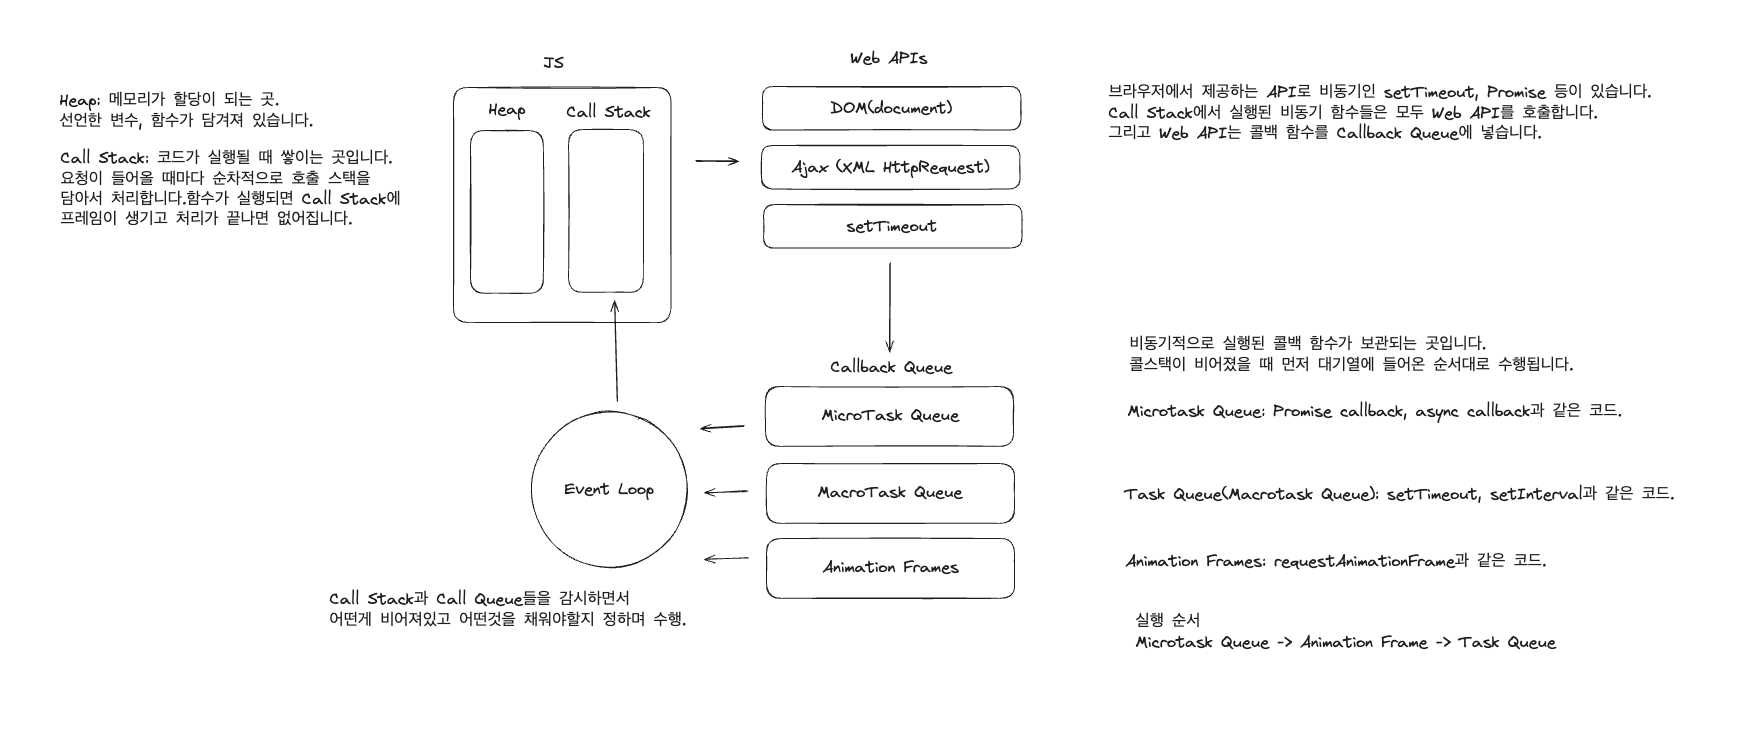 JS
Web APIs
Heap: 메모리가 할당이 되는 곳.
선언한 변수, 함수가 담겨져 있습니다.
Call Stack: 코드가 실행될 때 쌓이는 곳입니다.
요청이 들어올 때마다 순차적으로 호출 스택을
담아서 처리합니다.함수가 실행되면 Call Stack에
프레임이 생기고 처리가 끝나면 없어집니다.
Heap
Call Stack
DOM(document)
Ajax (XML HttpRequest)
setTimeout
브라우저에서 제공하는 API로 비동기인 setTimeout, Promise 등이 있습니다.
Call Stack에서 실행된 비동기 함수들은 모두 Web API를 호출합니다.
그리고 Web API는 콜백 함수를 Callback Queue에 넣습니다.
Callback Queue
MicroTask Queue
MacroTask Queue
Animation Frames
Event Loop
비동기적으로 실행된 콜백 함수가 보관되는 곳입니다.
콜스택이 비어졌을 때 먼저 대기열에 들어온 순서대로 수행됩니다.
Microtask Queue: Promise callback, async callback과 같은 코드.
Task Queue(Macrotask Queue): setTimeout, setInterval과 같은 코드.
Animation Frames: requestAnimationFrame과 같은 코드.
Call Stack과 Call Queue들을 감시하면서
어떤게 비어져있고 어떤것을 채워야할지 정하며 수행.
실행 순서
Microtask Queue -> Animation Frame -> Task Queue